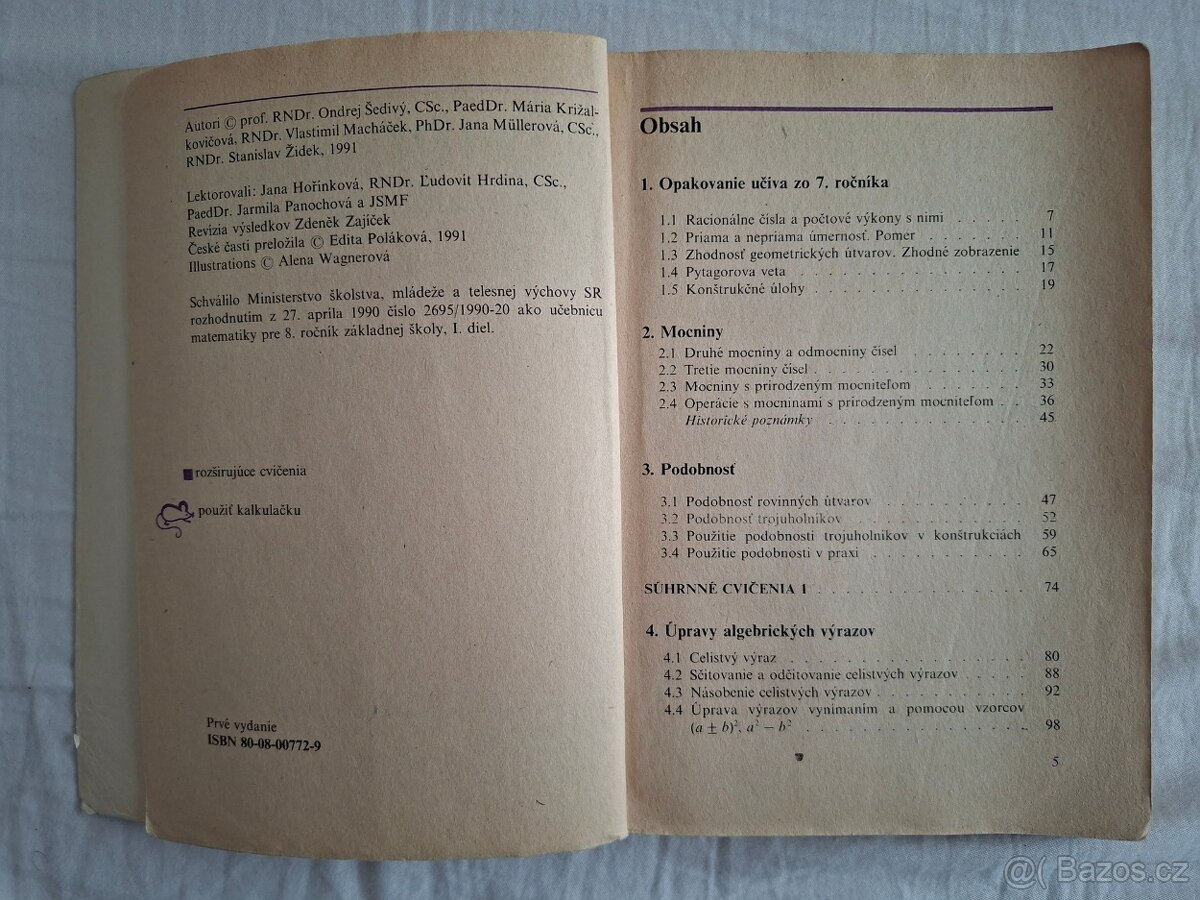 Autori © prof. RNDr. Ondrej Šedivý, CSc., PaedDr. Mária Križal-
kovičová, RNDr. Vlastimil Macháček, PhDr. Jana Müllerová, CSc.,
RNDr. Stanislav Židek, 1991
Lektorovali: Jana Hořínková, RNDr. Ľudovit Hrdina, CSc.,
PaedDr. Jarmila Panochová a JSMF
Revízia výsledkov Zdeněk Zajíček
České časti preložila © Edita Poláková, 1991
Illustrations © Alena Wagnerová
Schválilo Ministerstvo školstva, mládeže a telesnej výchovy SR
rozhodnutím z 27. apríla 1990 číslo 2695/1990-20 ako učebnicu
matematiky pre 8. ročník základnej školy, I. diel.
rozširujúce cvičenia
použiť kalkulačku
Prvé vydanie
ISBN 80-08-00772-9
Obsah
1. Opakovanie učiva zo 7. ročníka
1.1 Racionálne čísla a počtové výkony s nimi . . . . . 7
1.2 Priama a nepriama úmernosť. Pomer . . . . . . . 11
1.3 Zhodnosť geometrických útvarov. Zhodné zobrazenie 15
1.4 Pytagorova veta . . . . . . . . . . . . . . 17
1.5 Konštrukčné úlohy . . . . . . . . . . . . . 19
2. Mocniny
2.1 Druhé mocniny a odmocniny čísel . . . . . . . . 22
2.2 Tretie mocniny čísel . . . . . . . . . . . . . 30
2.3 Mocniny s prirodzeným mocniteľom . . . . . . . 33
2.4 Operácie s mocninami s prirodzeným mocniteľom . . 36
Historické poznámky . . . . . . . . . . . . 45
3. Podobnosť
3.1 Podobnosť rovinných útvarov . . . . . . . . . 47
3.2 Podobnosť trojuholníkov . . . . . . . . . . . 52
3.3 Použitie podobnosti trojuholníkov v konštrukciách 59
3.4 Použitie podobnosti v praxi . . . . . . . . . . 65
SÚHRNNÉ CVIČENIA 1 . . . . . . . . . . . . . 74
4. Úpravy algebrických výrazov
4.1 Celistvý výraz . . . . . . . . . . . . . . 80
4.2 Sčitovanie a odčitovanie celistvých výrazov . . . . 88
4.3 Násobenie celistvých výrazov . . . . . . . . . 92
4.4 Úprava výrazov vynímaním a pomocou vzorcov
(a ± b)², a² − b² . . . . . . . . . . . . . 98
5
@( Bazos.cz